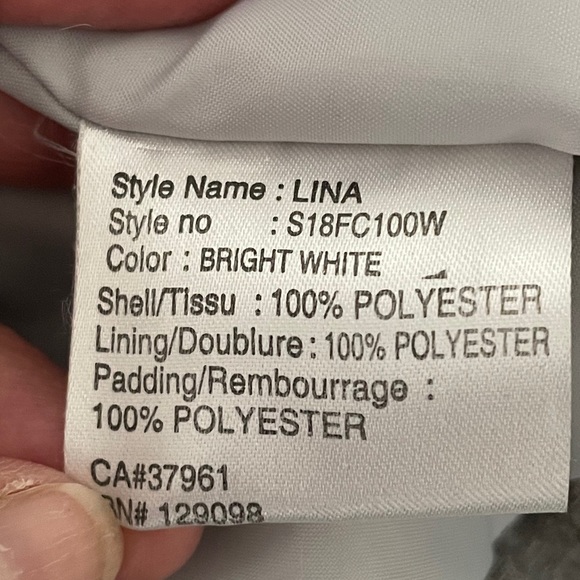 Style Name : LINA
Style no : S18FC100W
Color : BRIGHT WHITE
Shell/Tissu : 100% POLYESTER
Lining/Doublure : 100% POLYESTER
Padding/Rembourrage :
100% POLYESTER
CA#37961
RN# 129098